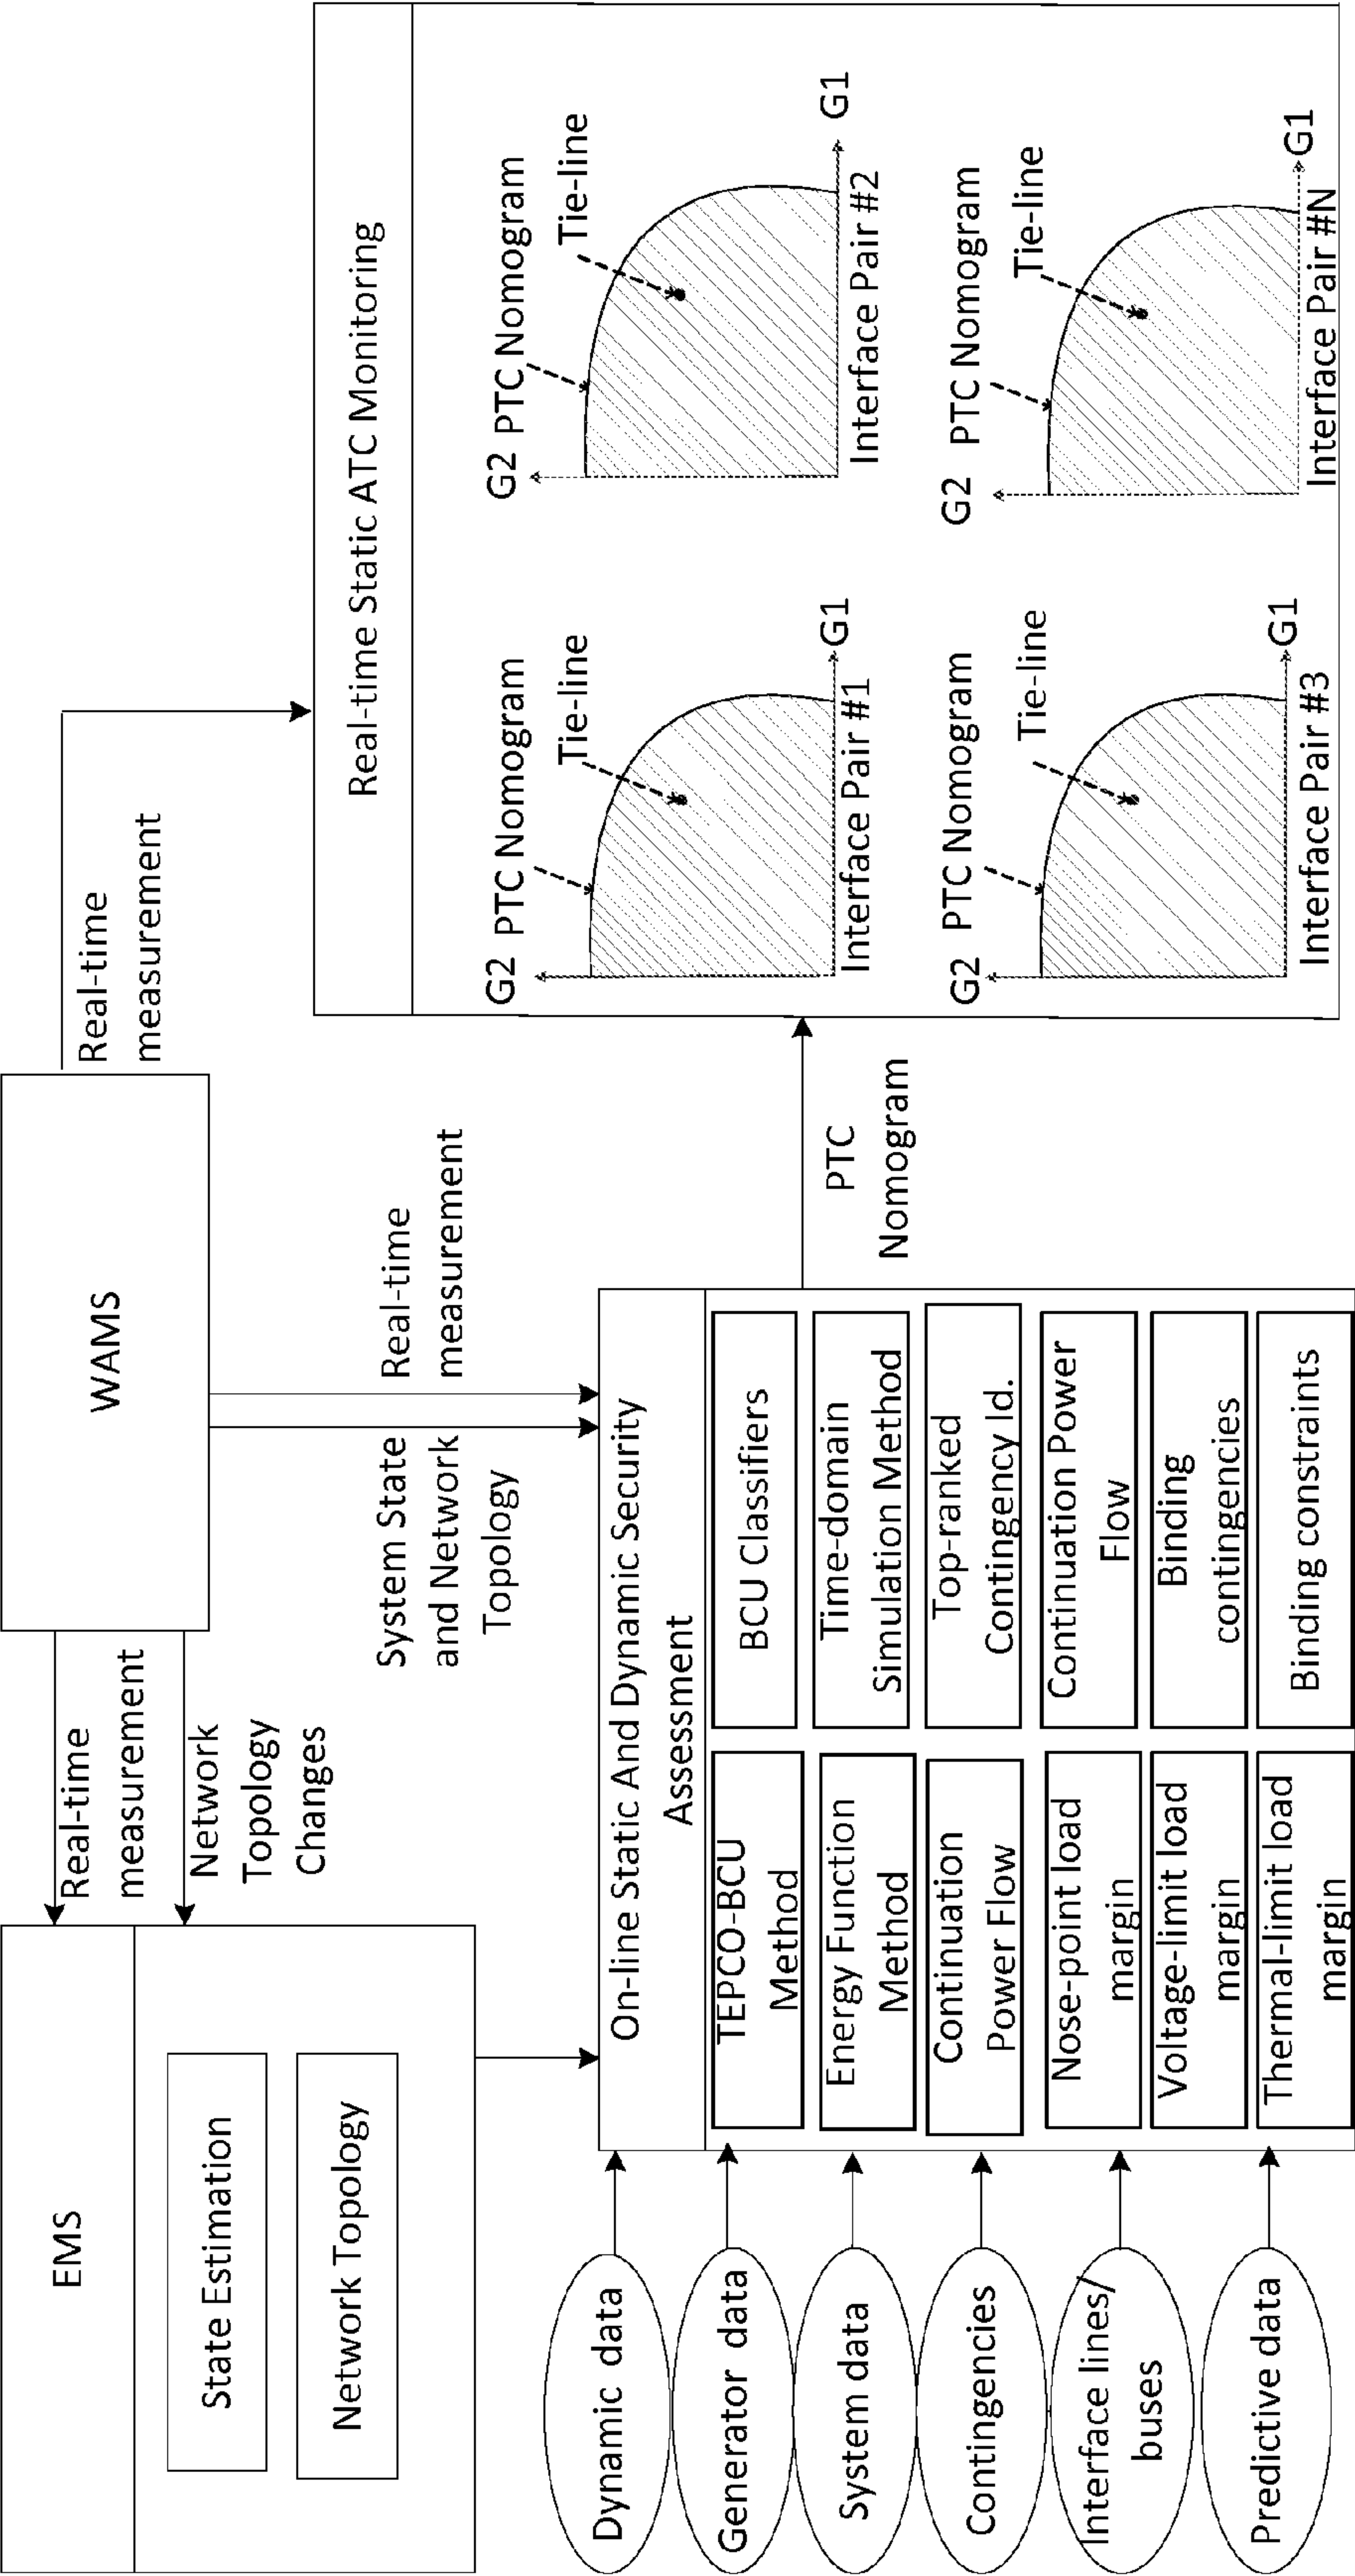 EMS
State Estimation
Network Topology
Real-time
measurement
Network
Topology
Changes
WAMS
Real-time
measurement
System State
and Network
Topology
Real-time
measurement
Dynamic data
Generator data
System data
Contingencies
Interface lines/
buses
Predictive data
On-line Static And Dynamic Security
Assessment
TEPCO-BCU
Method
BCU Classifiers
Energy Function
Method
Time-domain
Simulation Method
Continuation
Power Flow
Top-ranked
Contingency Id.
Nose-point load
margin
Continuation Power
Flow
Voltage-limit load
margin
Binding
contingencies
Thermal-limit load
margin
Binding constraints
PTC
Nomogram
Real-time Static ATC Monitoring
G2 PTC Nomogram
Tie-line
G1
Interface Pair #1
G2 PTC Nomogram
Tie-line
G1
Interface Pair #2
G2 PTC Nomogram
Tie-line
G1
Interface Pair #3
G2 PTC Nomogram
Tie-line
G1
Interface Pair #N